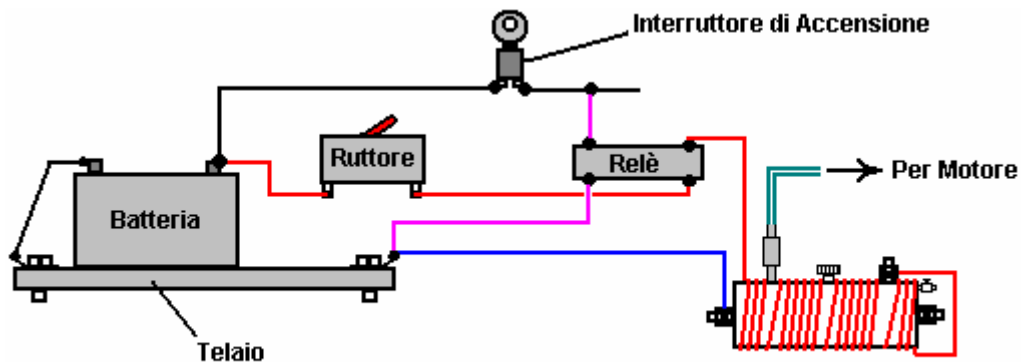 Interruttore di Accensione
Ruttore
Relè
Per Motore
Batteria
Telaio